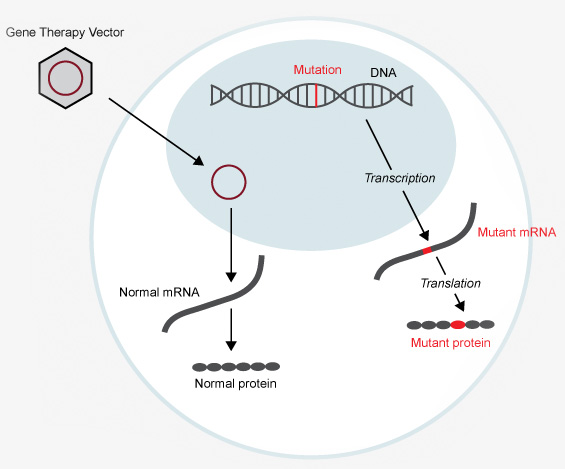 Gene Therapy Vector
Mutation
DNA
Transcription
Mutant mRNA
Translation
Normal mRNA
Mutant protein
Normal protein